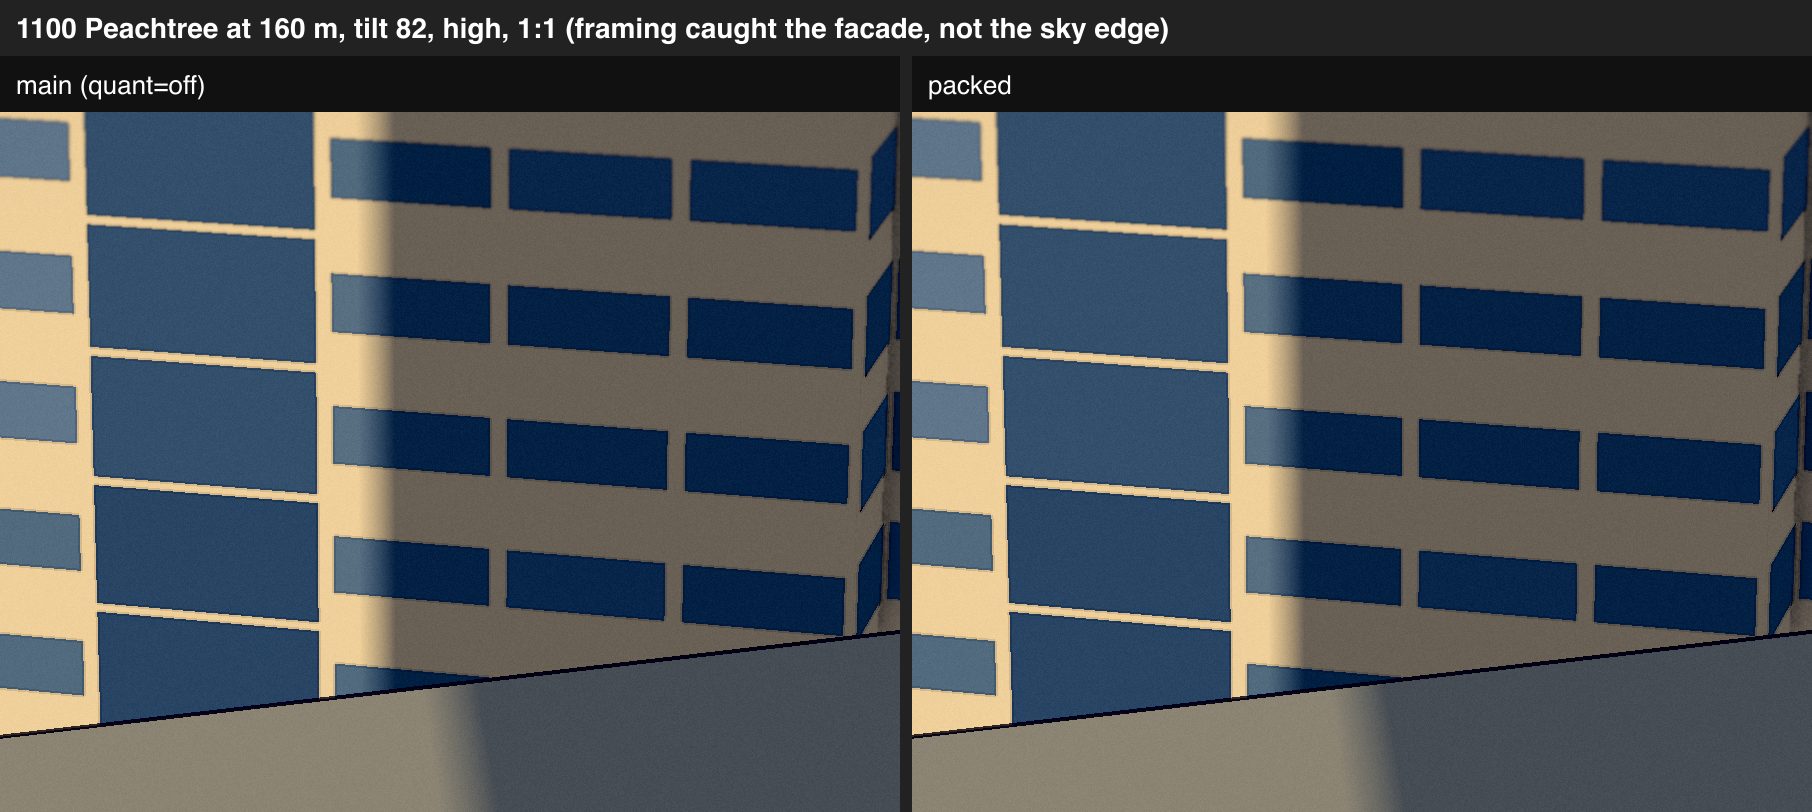 1100 Peachtree at 160 m, tilt 82, high, 1:1 (framing caught the facade, not the sky edge)
main (quant=off)
packed